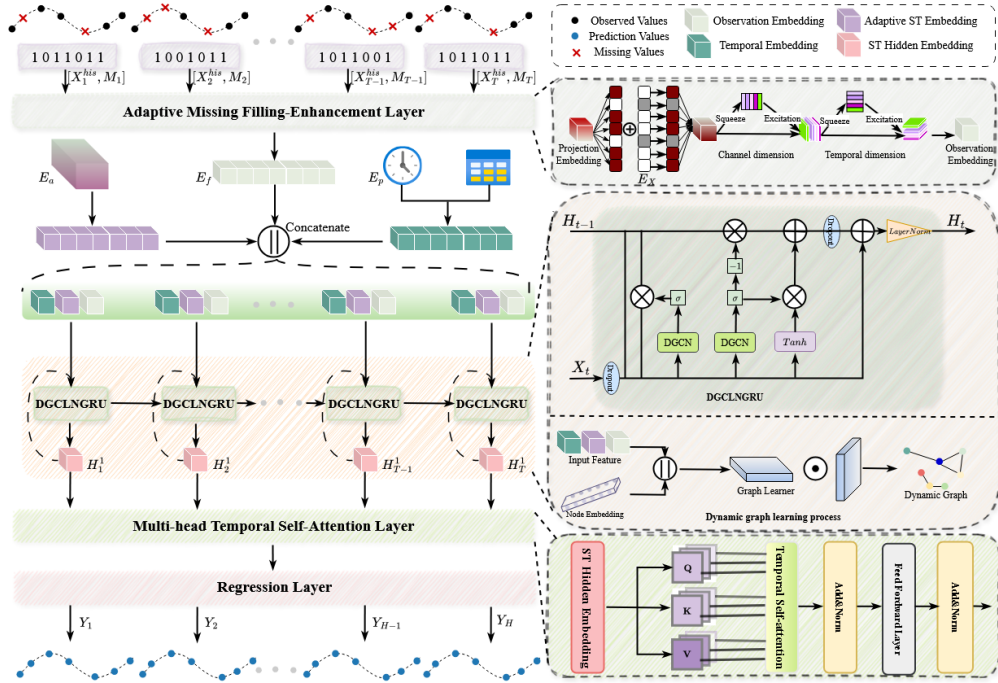 Observed Values
Observation Embedding
Adaptive ST Embedding
Prediction Values
Missing Values
Temporal Embedding
ST Hidden Embedding
1011011
1001011
1011001
1011011
[X_1^{his}, M_1]
[X_2^{his}, M_2]
[X_{T-1}^{his}, M_{T-1}]
[X_T^{his}, M_T]
Adaptive Missing Filling-Enhancement Layer
E_a
E_f
E_p
Concatenate
||
DGCLNGRU
DGCLNGRU
DGCLNGRU
DGCLNGRU
H_1^1
H_2^1
H_{T-1}^1
H_T^1
Multi-head Temporal Self-Attention Layer
Regression Layer
Y_1
Y_2
Y_{H-1}
Y_H
Projection
Embedding
E_X
Squeeze
Excitation
Channel dimension
Squeeze
Excitation
Temporal dimension
Observation
Embedding
H_{t-1}
Dropout
LayerNorm
H_t
-1
σ
σ
DGCN
DGCN
Tanh
X_t
Dropout
DGCLNGRU
Input Feature
Node Embedding
||
Graph Learner
Dynamic Graph
Dynamic graph learning process
ST Hidden Embedding
Q
K
V
Temporal Self-attention
Add&Norm
Feed Fordward Layer
Add&Norm